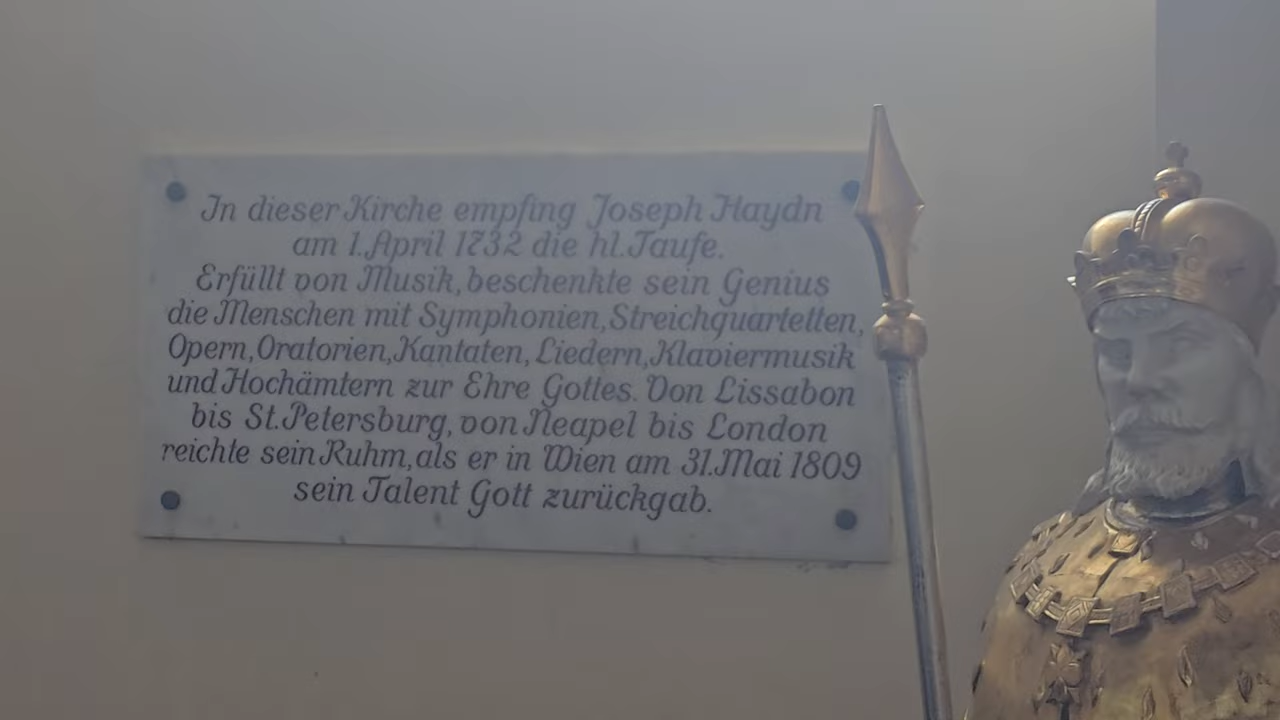 In dieser Kirche empfing Joseph Haydn
am 1. April 1732 die hl. Taufe.
Erfüllt von Musik, beschenkte sein Genius
die Menschen mit Symphonien, Streichquartetten,
Opern, Oratorien, Kantaten, Liedern, Klaviermusik
und Hochämtern zur Ehre Gottes. Von Lissabon
bis St. Petersburg, von Neapel bis London
reichte sein Ruhm, als er in Wien am 31. Mai 1809
sein Talent Gott zurückgab.